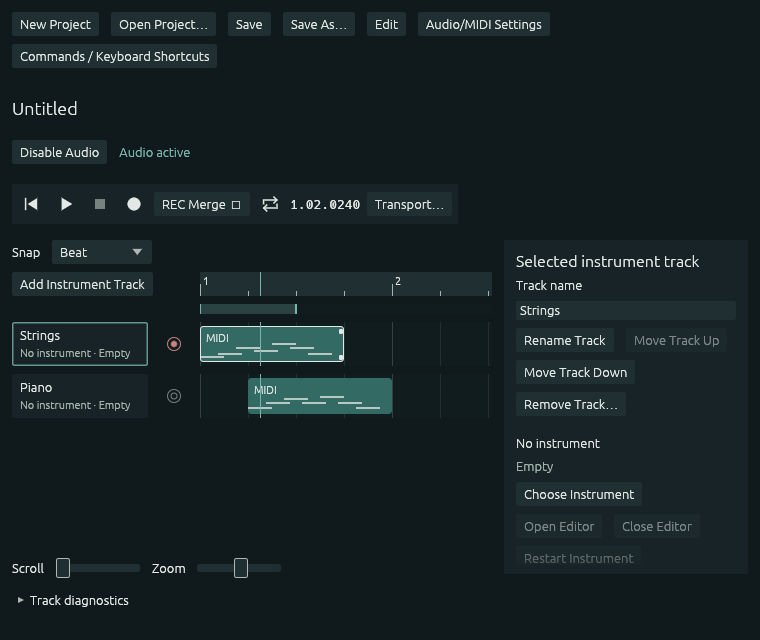 New Project Open Project... Save Save As... Edit Audio/MIDI Settings
Commands / Keyboard Shortcuts
Untitled
Disable Audio Audio active
REC Merge 1.02.0240 Transport...
Snap Beat
Add Instrument Track
1 2
Strings
No instrument · Empty
MIDI
Piano
No instrument · Empty
MIDI
Selected instrument track
Track name
Strings
Rename Track Move Track Up
Move Track Down
Remove Track...
No instrument
Empty
Choose Instrument
Open Editor Close Editor
Restart Instrument
Scroll Zoom
Track diagnostics